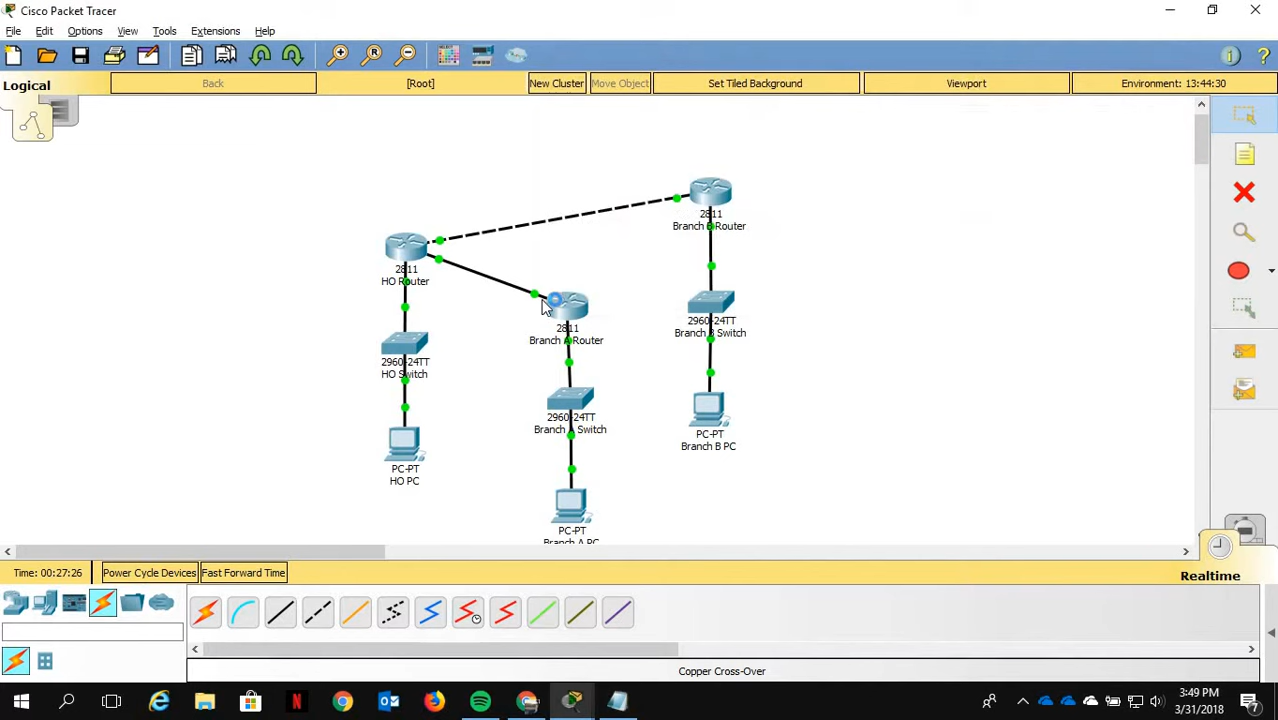 Cisco Packet Tracer
File Edit Options View Tools Extensions Help
Logical
Back
[Root]
New Cluster
Move Object
Set Tiled Background
Viewport
Environment: 13:44:30
2811
Branch B Router
2811
HO Router
2811
Branch A Router
2960-24TT
Branch B Switch
2960-24TT
HO Switch
2960-24TT
Branch A Switch
PC-PT
Branch B PC
PC-PT
HO PC
PC-PT
Branch A PC
Time: 00:27:26
Power Cycle Devices
Fast Forward Time
Realtime
Copper Cross-Over
3:49 PM
3/31/2018
7